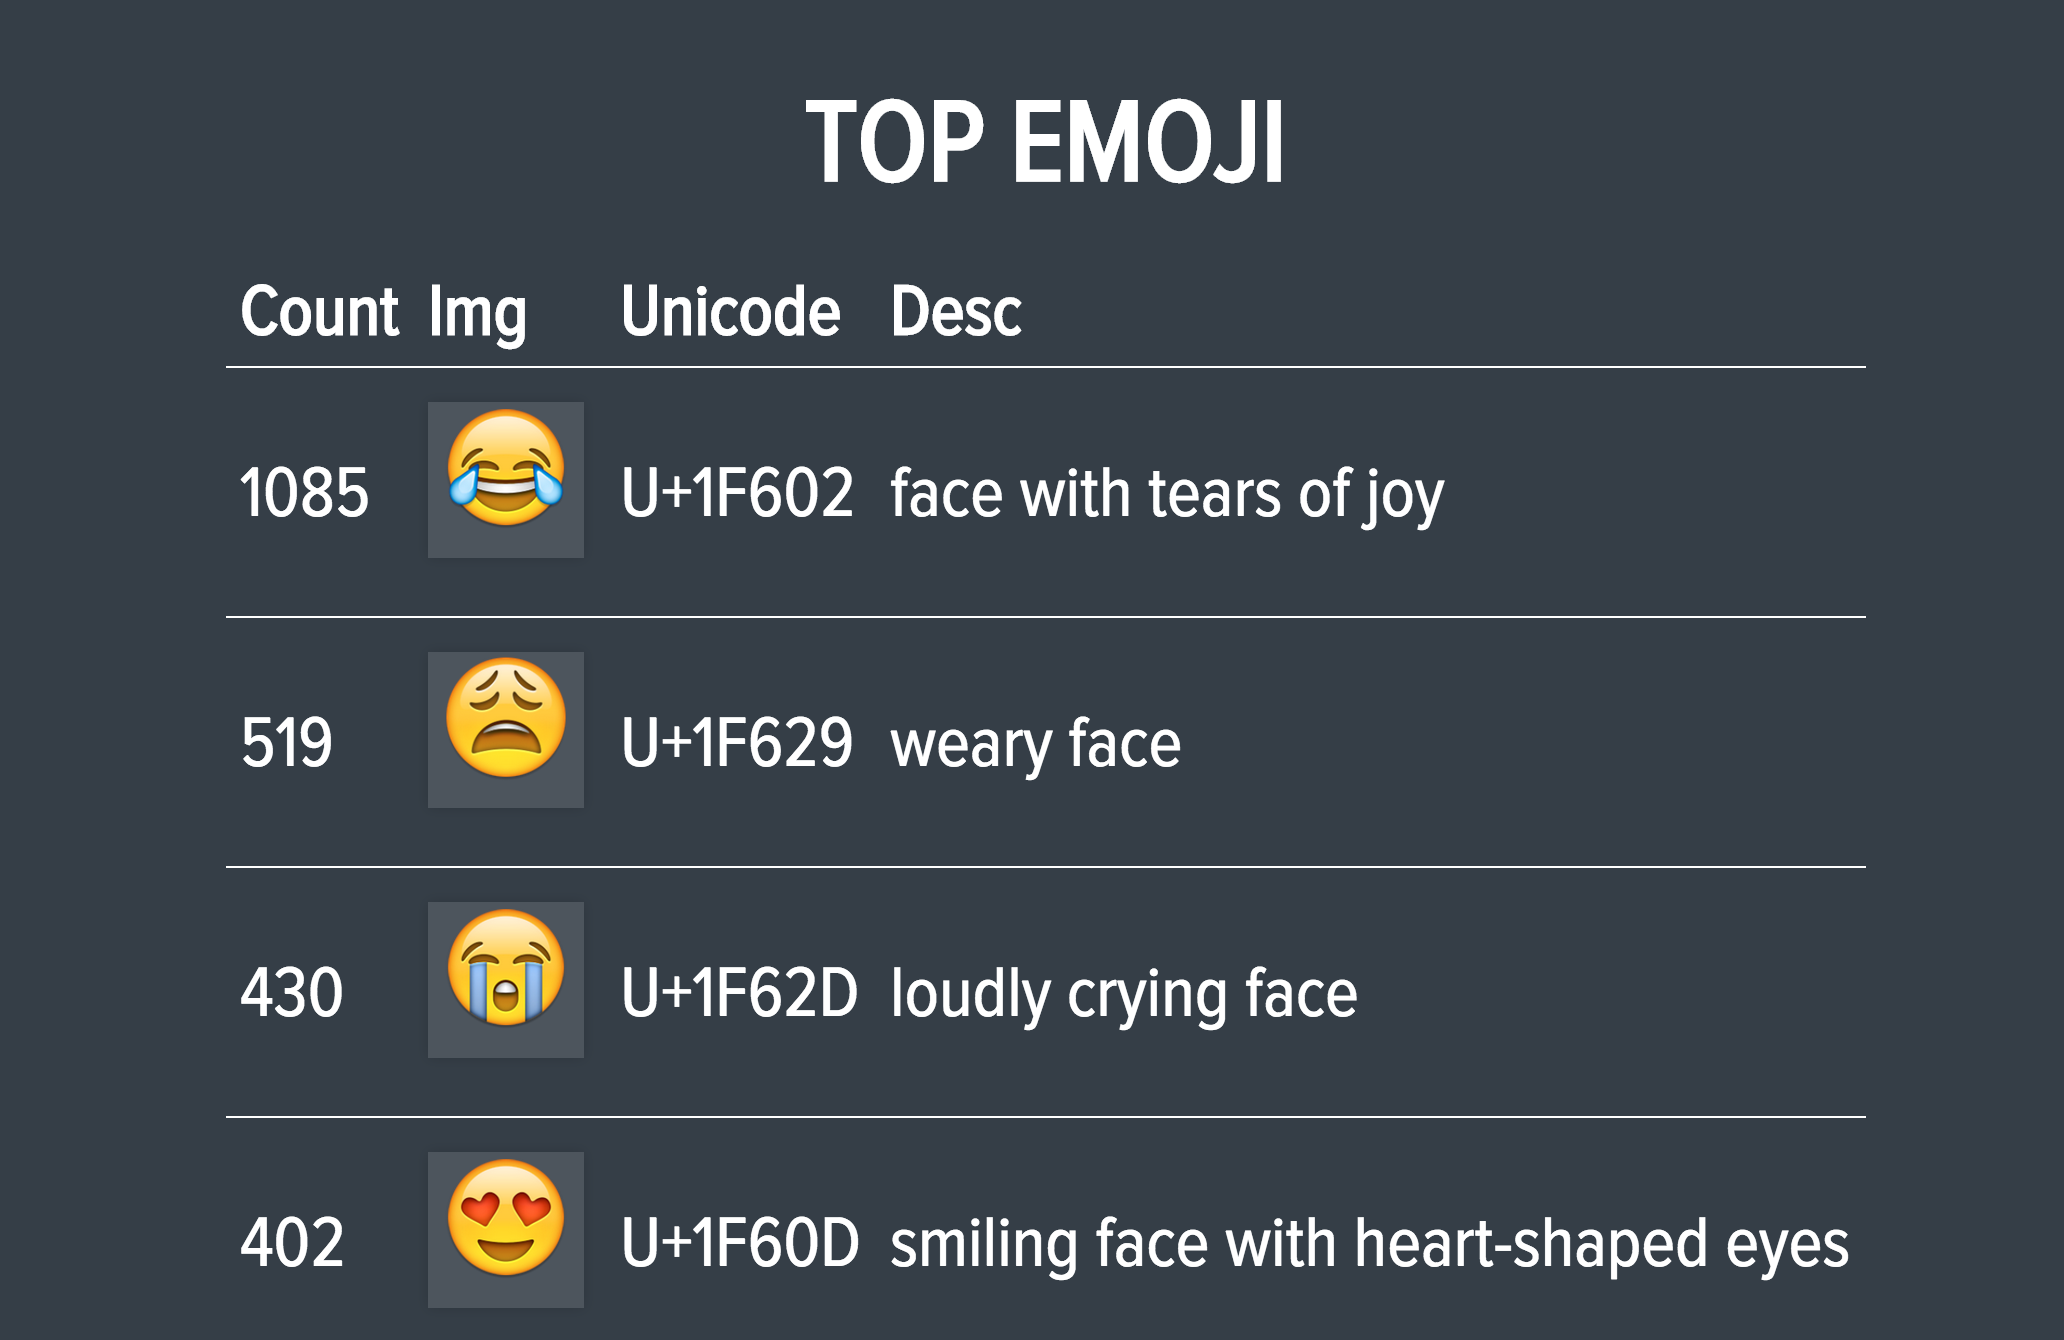 TOP EMOJI
Count Img Unicode Desc
1085 U+1F602 face with tears of joy
519 U+1F629 weary face
430 U+1F62D loudly crying face
402 U+1F60D smiling face with heart-shaped eyes